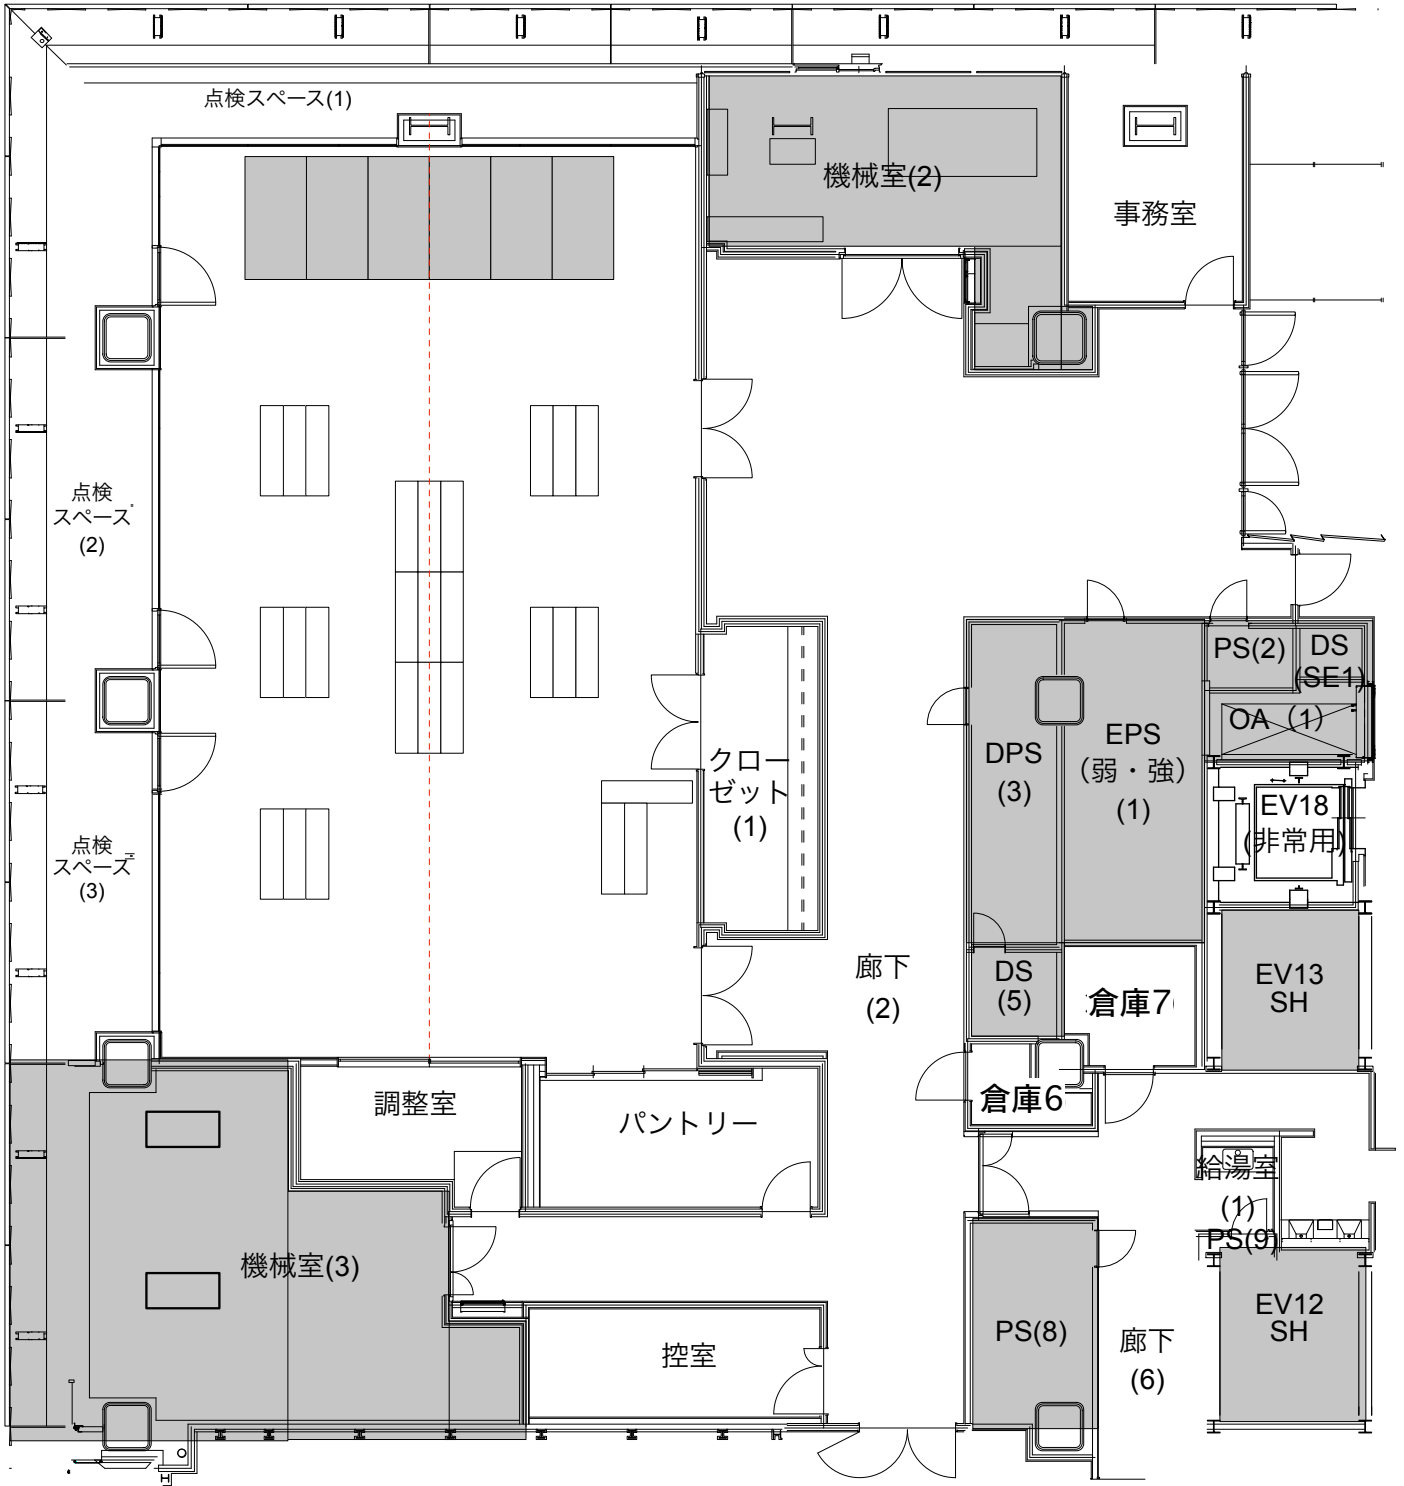 点検スペース(1)
機械室(2)
事務室
点検
スペース
(2)
PS(2)
DS
(SE1)
OA（1）
クロー
ゼット
(1)
DPS
(3)
EPS
（弱・強）
(1)
EV18
(非常用)
点検
スペース
(3)
廊下
(2)
DS
(5)
倉庫7
EV13
SH
倉庫6
調整室
パントリー
給湯室
(1)
PS(9)
機械室(3)
控室
PS(8)
廊下
(6)
EV12
SH